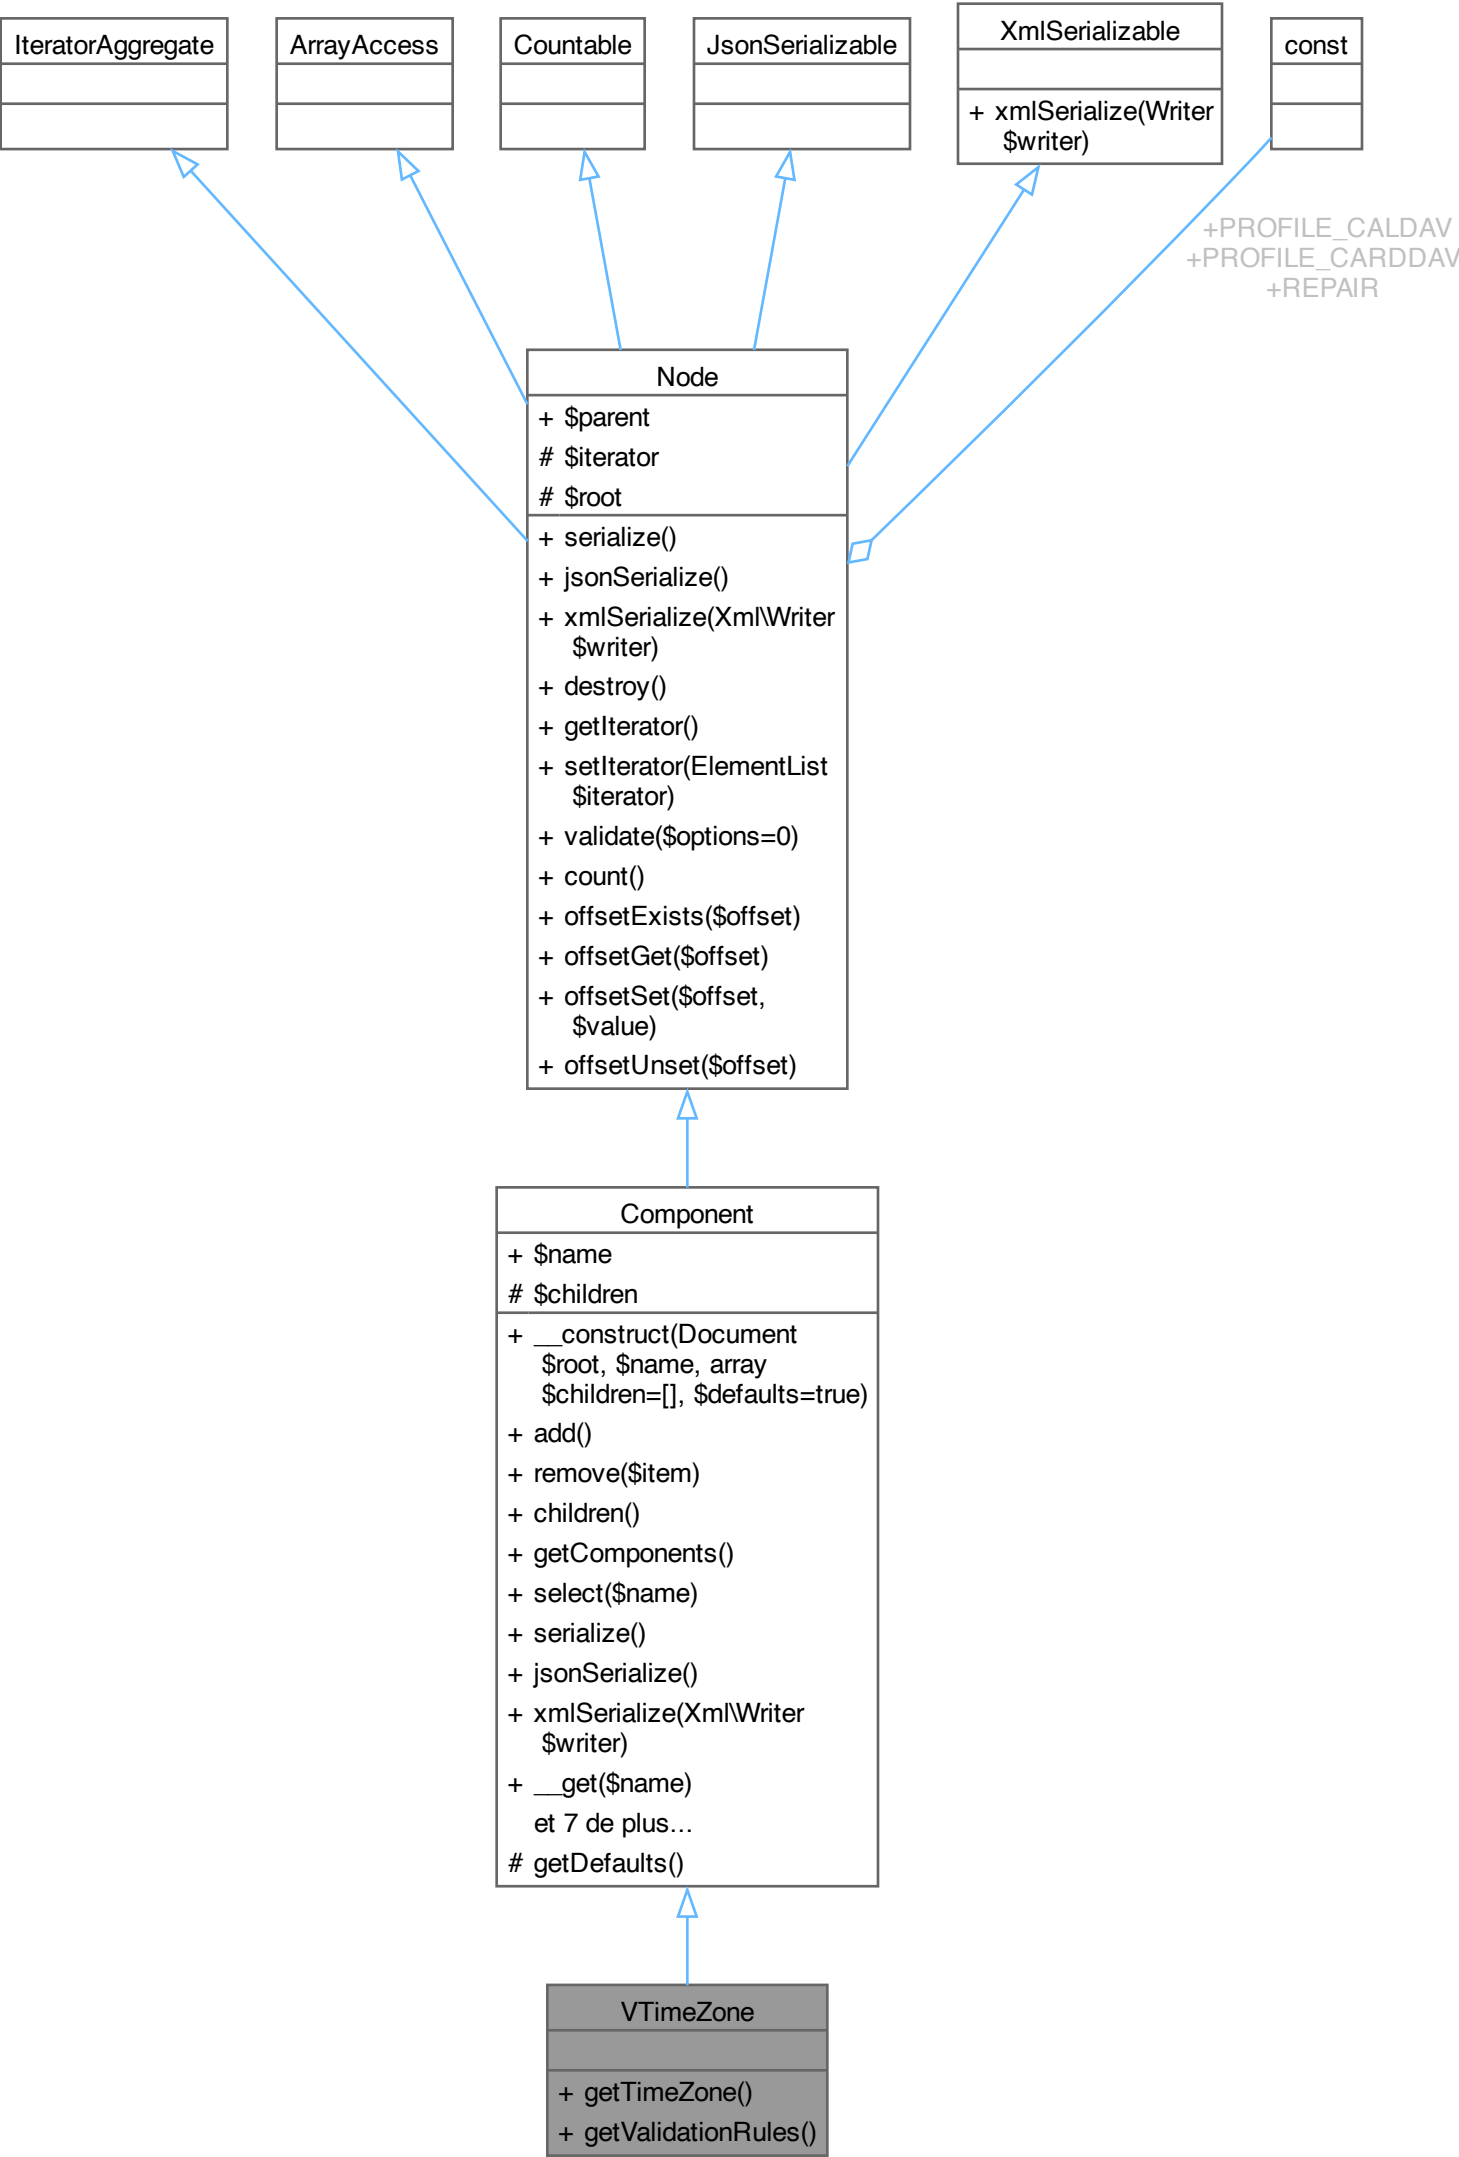 IteratorAggregate
ArrayAccess
Countable
JsonSerializable
XmlSerializable
+ xmlSerialize(Writer
$writer)
const
+PROFILE_CALDAV
+PROFILE_CARDDAV
+REPAIR
Node
+ $parent
# $iterator
# $root
+ serialize()
+ jsonSerialize()
+ xmlSerialize(Xml\Writer
$writer)
+ destroy()
+ getIterator()
+ setIterator(ElementList
$iterator)
+ validate($options=0)
+ count()
+ offsetExists($offset)
+ offsetGet($offset)
+ offsetSet($offset,
$value)
+ offsetUnset($offset)
Component
+ $name
# $children
+ __construct(Document
$root, $name, array
$children=[], $defaults=true)
+ add()
+ remove($item)
+ children()
+ getComponents()
+ select($name)
+ serialize()
+ jsonSerialize()
+ xmlSerialize(Xml\Writer
$writer)
+ __get($name)
et 7 de plus...
# getDefaults()
VTimeZone
+ getTimeZone()
+ getValidationRules()